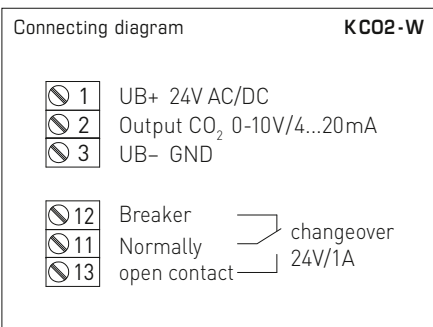 Connecting diagram KCO2-W
1 UB+ 24V AC/DC
2 Output CO₂ 0-10V/4...20mA
3 UB– GND
12 Breaker
changeover
11 Normally
24V/1A
13 open contact